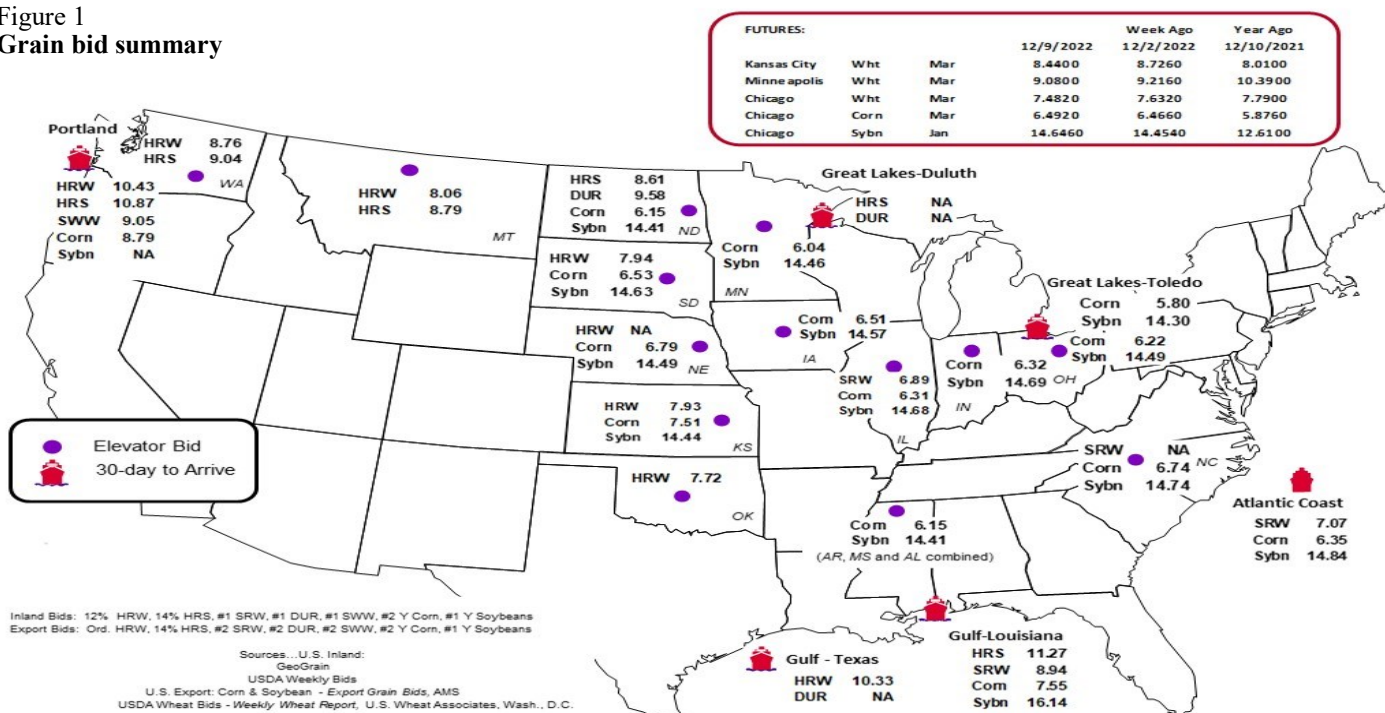 Figure 1
Grain bid summary
FUTURES: Week Ago Year Ago
12/9/2022 12/2/2022 12/10/2021
Kansas City Wht Mar 8.4400 8.7260 8.0100
Minneapolis Wht Mar 9.0800 9.2160 10.3900
Chicago Wht Mar 7.4820 7.6320 7.7900
Chicago Corn Mar 6.4920 6.4660 5.8760
Chicago Sybn Jan 14.6460 14.4540 12.6100
Portland
HRW 8.76
HRS 9.04
WA
HRW 10.43
HRS 10.87
SWW 9.05
Corn 8.79
Sybn NA
HRW 8.06
HRS 8.79
MT
HRS 8.61
DUR 9.58
Corn 6.15
Sybn 14.41
ND
HRW 7.94
Corn 6.53
Sybn 14.63
SD
HRW NA
Corn 6.79
Sybn 14.49
NE
HRW 7.93
Corn 7.51
Sybn 14.44
KS
HRW 7.72
OK
Corn 6.04
Sybn 14.46
MN
Great Lakes-Duluth
HRS NA
DUR NA
Corn 6.51
Sybn 14.57
IA
SRW 6.89
Corn 6.31
Sybn 14.68
IL
Corn 6.32
Sybn 14.69
IN
Great Lakes-Toledo
Corn 5.80
Sybn 14.30
Corn 6.22
Sybn 14.49
OH
SRW NA
Corn 6.74
Sybn 14.74
NC
Atlantic Coast
SRW 7.07
Corn 6.35
Sybn 14.84
Corn 6.15
Sybn 14.41
(AR, MS and AL combined)
Gulf-Louisiana
HRS 11.27
SRW 8.94
Corn 7.55
Sybn 16.14
Gulf - Texas
HRW 10.33
DUR NA
Elevator Bid
30-day to Arrive
Inland Bids: 12% HRW, 14% HRS, #1 SRW, #1 DUR, #1 SWW, #2 Y Corn, #1 Y Soybeans
Export Bids: Ord. HRW, 14% HRS, #2 SRW, #2 DUR, #2 SWW, #2 Y Corn, #1 Y Soybeans
Sources...U.S. Inland:
GeoGrain
USDA Weekly Bids
U.S. Export: Corn & Soybean - Export Grain Bids, AMS
USDA Wheat Bids - Weekly Wheat Report, U.S. Wheat Associates, Wash., D.C.